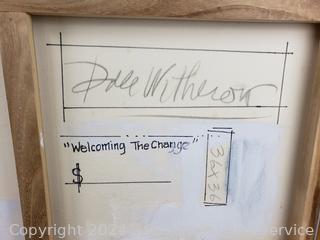 Dale Witherow
"Welcoming The Change"
$
36x36
Copyright 2024